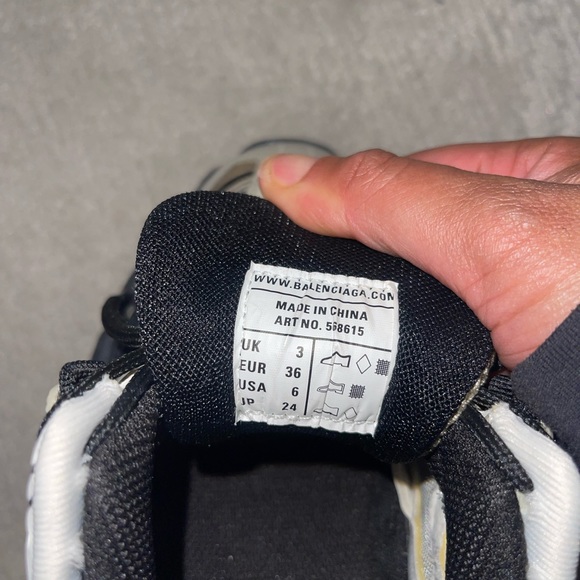 WWW.BALENCIAGA.COM
MADE IN CHINA
ART NO. 568615
UK 3
EUR 36
USA 6
JP 24